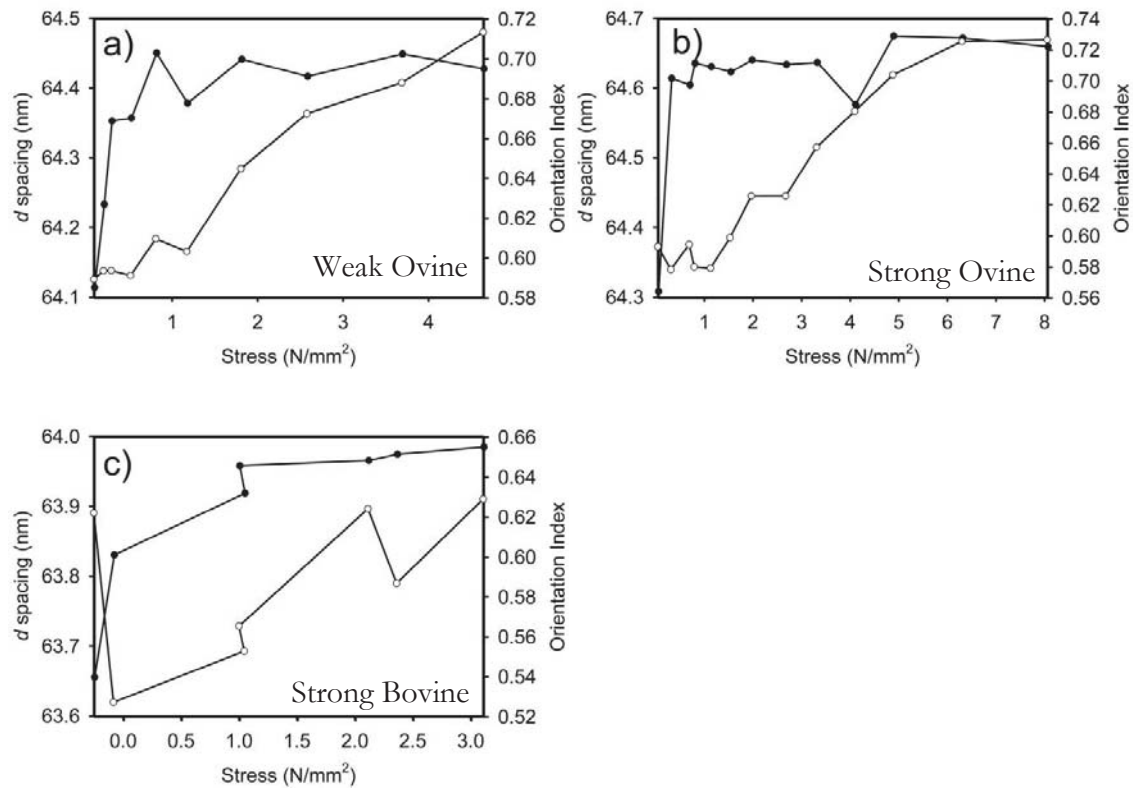 a)
64.5
64.4
64.3
64.2
64.1
d spacing (nm)
0.72
0.70
0.68
0.66
0.64
0.62
0.60
0.58
Orientation Index
Weak Ovine
1 2 3 4
Stress (N/mm²)
b)
64.7
64.6
64.5
64.4
64.3
d spacing (nm)
0.74
0.72
0.70
0.68
0.66
0.64
0.62
0.60
0.58
0.56
Orientation Index
Strong Ovine
1 2 3 4 5 6 7 8
Stress (N/mm²)
c)
64.0
63.9
63.8
63.7
63.6
d spacing (nm)
0.66
0.64
0.62
0.60
0.58
0.56
0.54
0.52
Orientation Index
Strong Bovine
0.0 0.5 1.0 1.5 2.0 2.5 3.0
Stress (N/mm²)